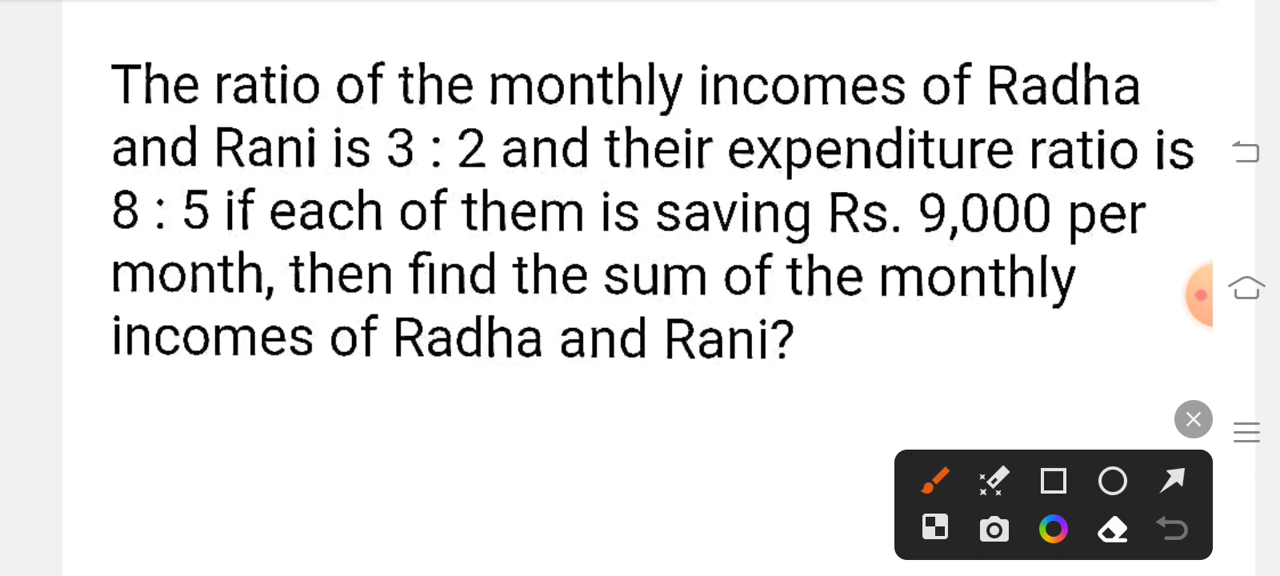 The ratio of the monthly incomes of Radha
and Rani is 3 : 2 and their expenditure ratio is
8 : 5 if each of them is saving Rs. 9,000 per
month, then find the sum of the monthly
incomes of Radha and Rani?